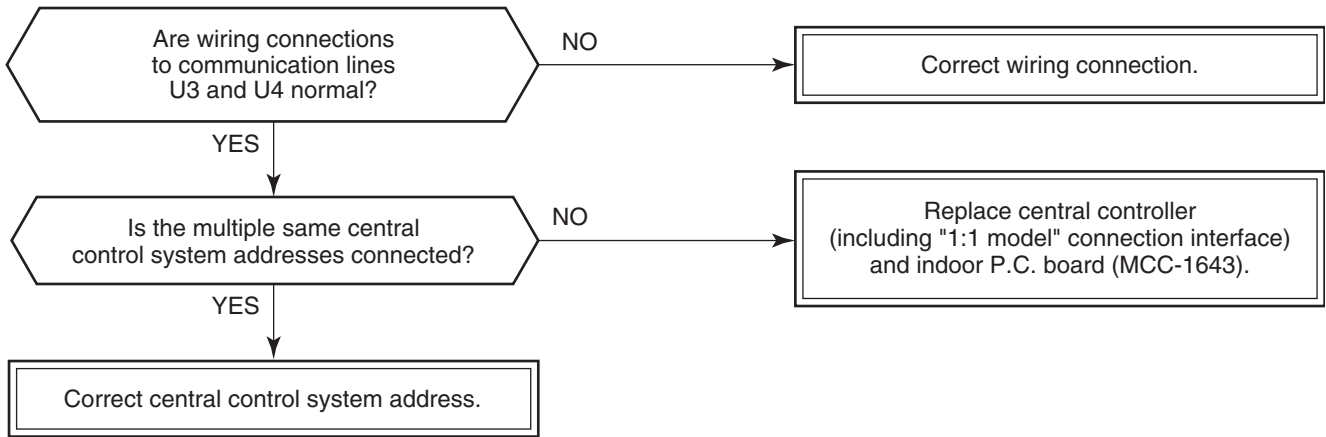 Are wiring connections
to communication lines
U3 and U4 normal?
NO
Correct wiring connection.
YES
Is the multiple same central
control system addresses connected?
NO
Replace central controller
(including "1:1 model" connection interface)
and indoor P.C. board (MCC-1643).
YES
Correct central control system address.